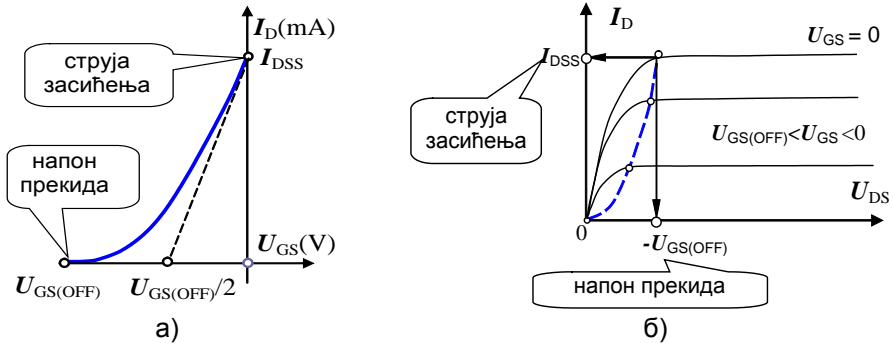 I_D(mA)
струја
засићења
I_DSS
напон
прекида
U_GS(V)
U_GS(OFF)
U_GS(OFF)/2
а)
I_D
U_GS = 0
I_DSS
струја
засићења
U_GS(OFF)<U_GS <0
U_DS
0
-U_GS(OFF)
напон прекида
б)